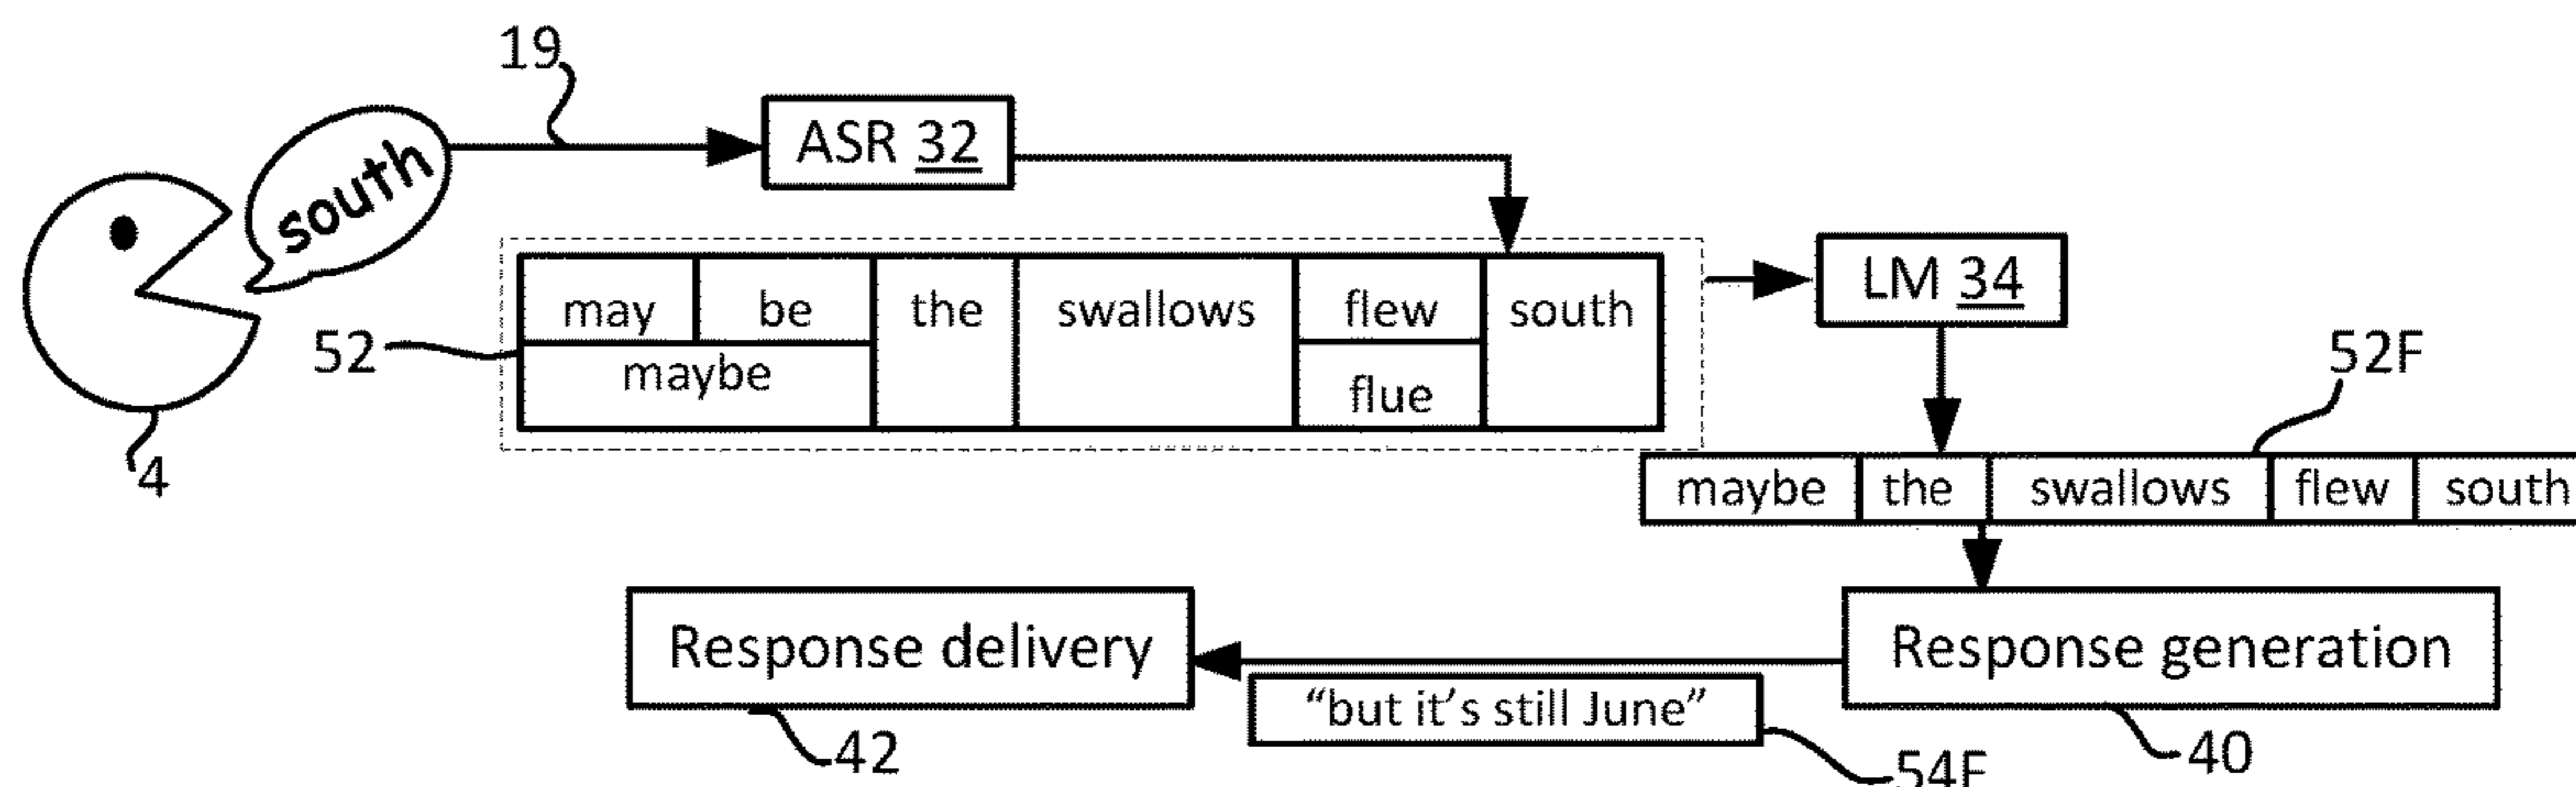 19
south
ASR 32
LM 34
may be the swallows flew south
52
maybe
flue
52F
4
maybe the swallows flew south
Response delivery
Response generation
“but it’s still June”
42
40